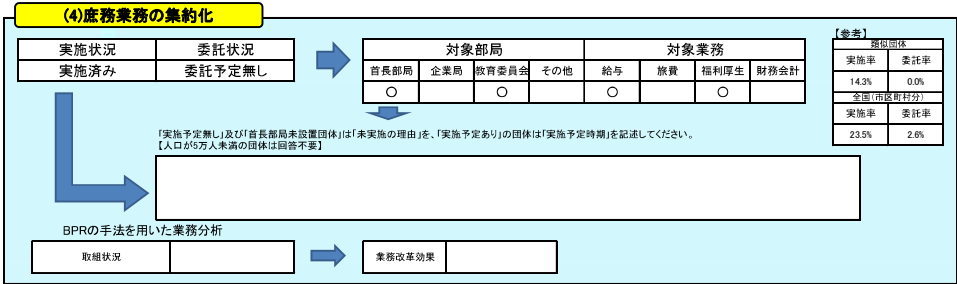 (4)庶務業務の集約化
実施状況 委託状況
実施済み 委託予定無し
対象部局 対象業務
首長部局 企業局 教育委員会 その他 給与 旅費 福利厚生 財務会計
○ ○ ○ ○
【参考】
類似団体
実施率 委託率
14.3% 0.0%
全国(市区町村分)
実施率 委託率
23.5% 2.6%
「実施予定無し」及び「首長部局未設置団体」は「未実施の理由」を、「実施予定あり」の団体は「実施予定時期」を記述してください。
【人口が5万人未満の団体は回答不要】
BPRの手法を用いた業務分析
取組状況
業務改革効果